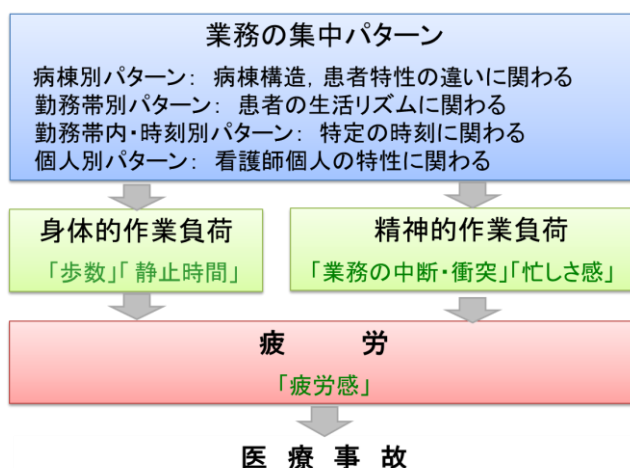 業務の集中パターン
病棟別パターン： 病棟構造, 患者特性の違いに関わる
勤務帯別パターン： 患者の生活リズムに関わる
勤務帯内・時刻別パターン： 特定の時刻に関わる
個人別パターン： 看護師個人の特性に関わる
身体的作業負荷
「歩数」「静止時間」
精神的作業負荷
「業務の中断・衝突」「忙しさ感」
疲 労
「疲労感」
医 療 事 故